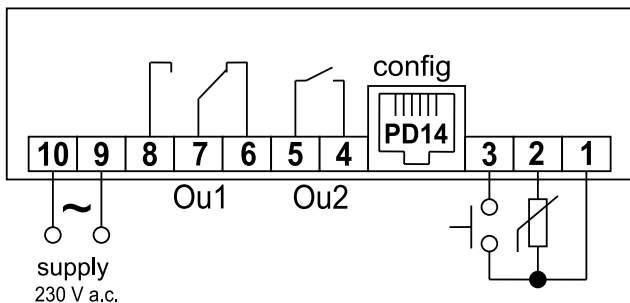 config
PD14
10 9 8 7 6 5 4 3 2 1
Ou1 Ou2
~
supply
230 V a.c.